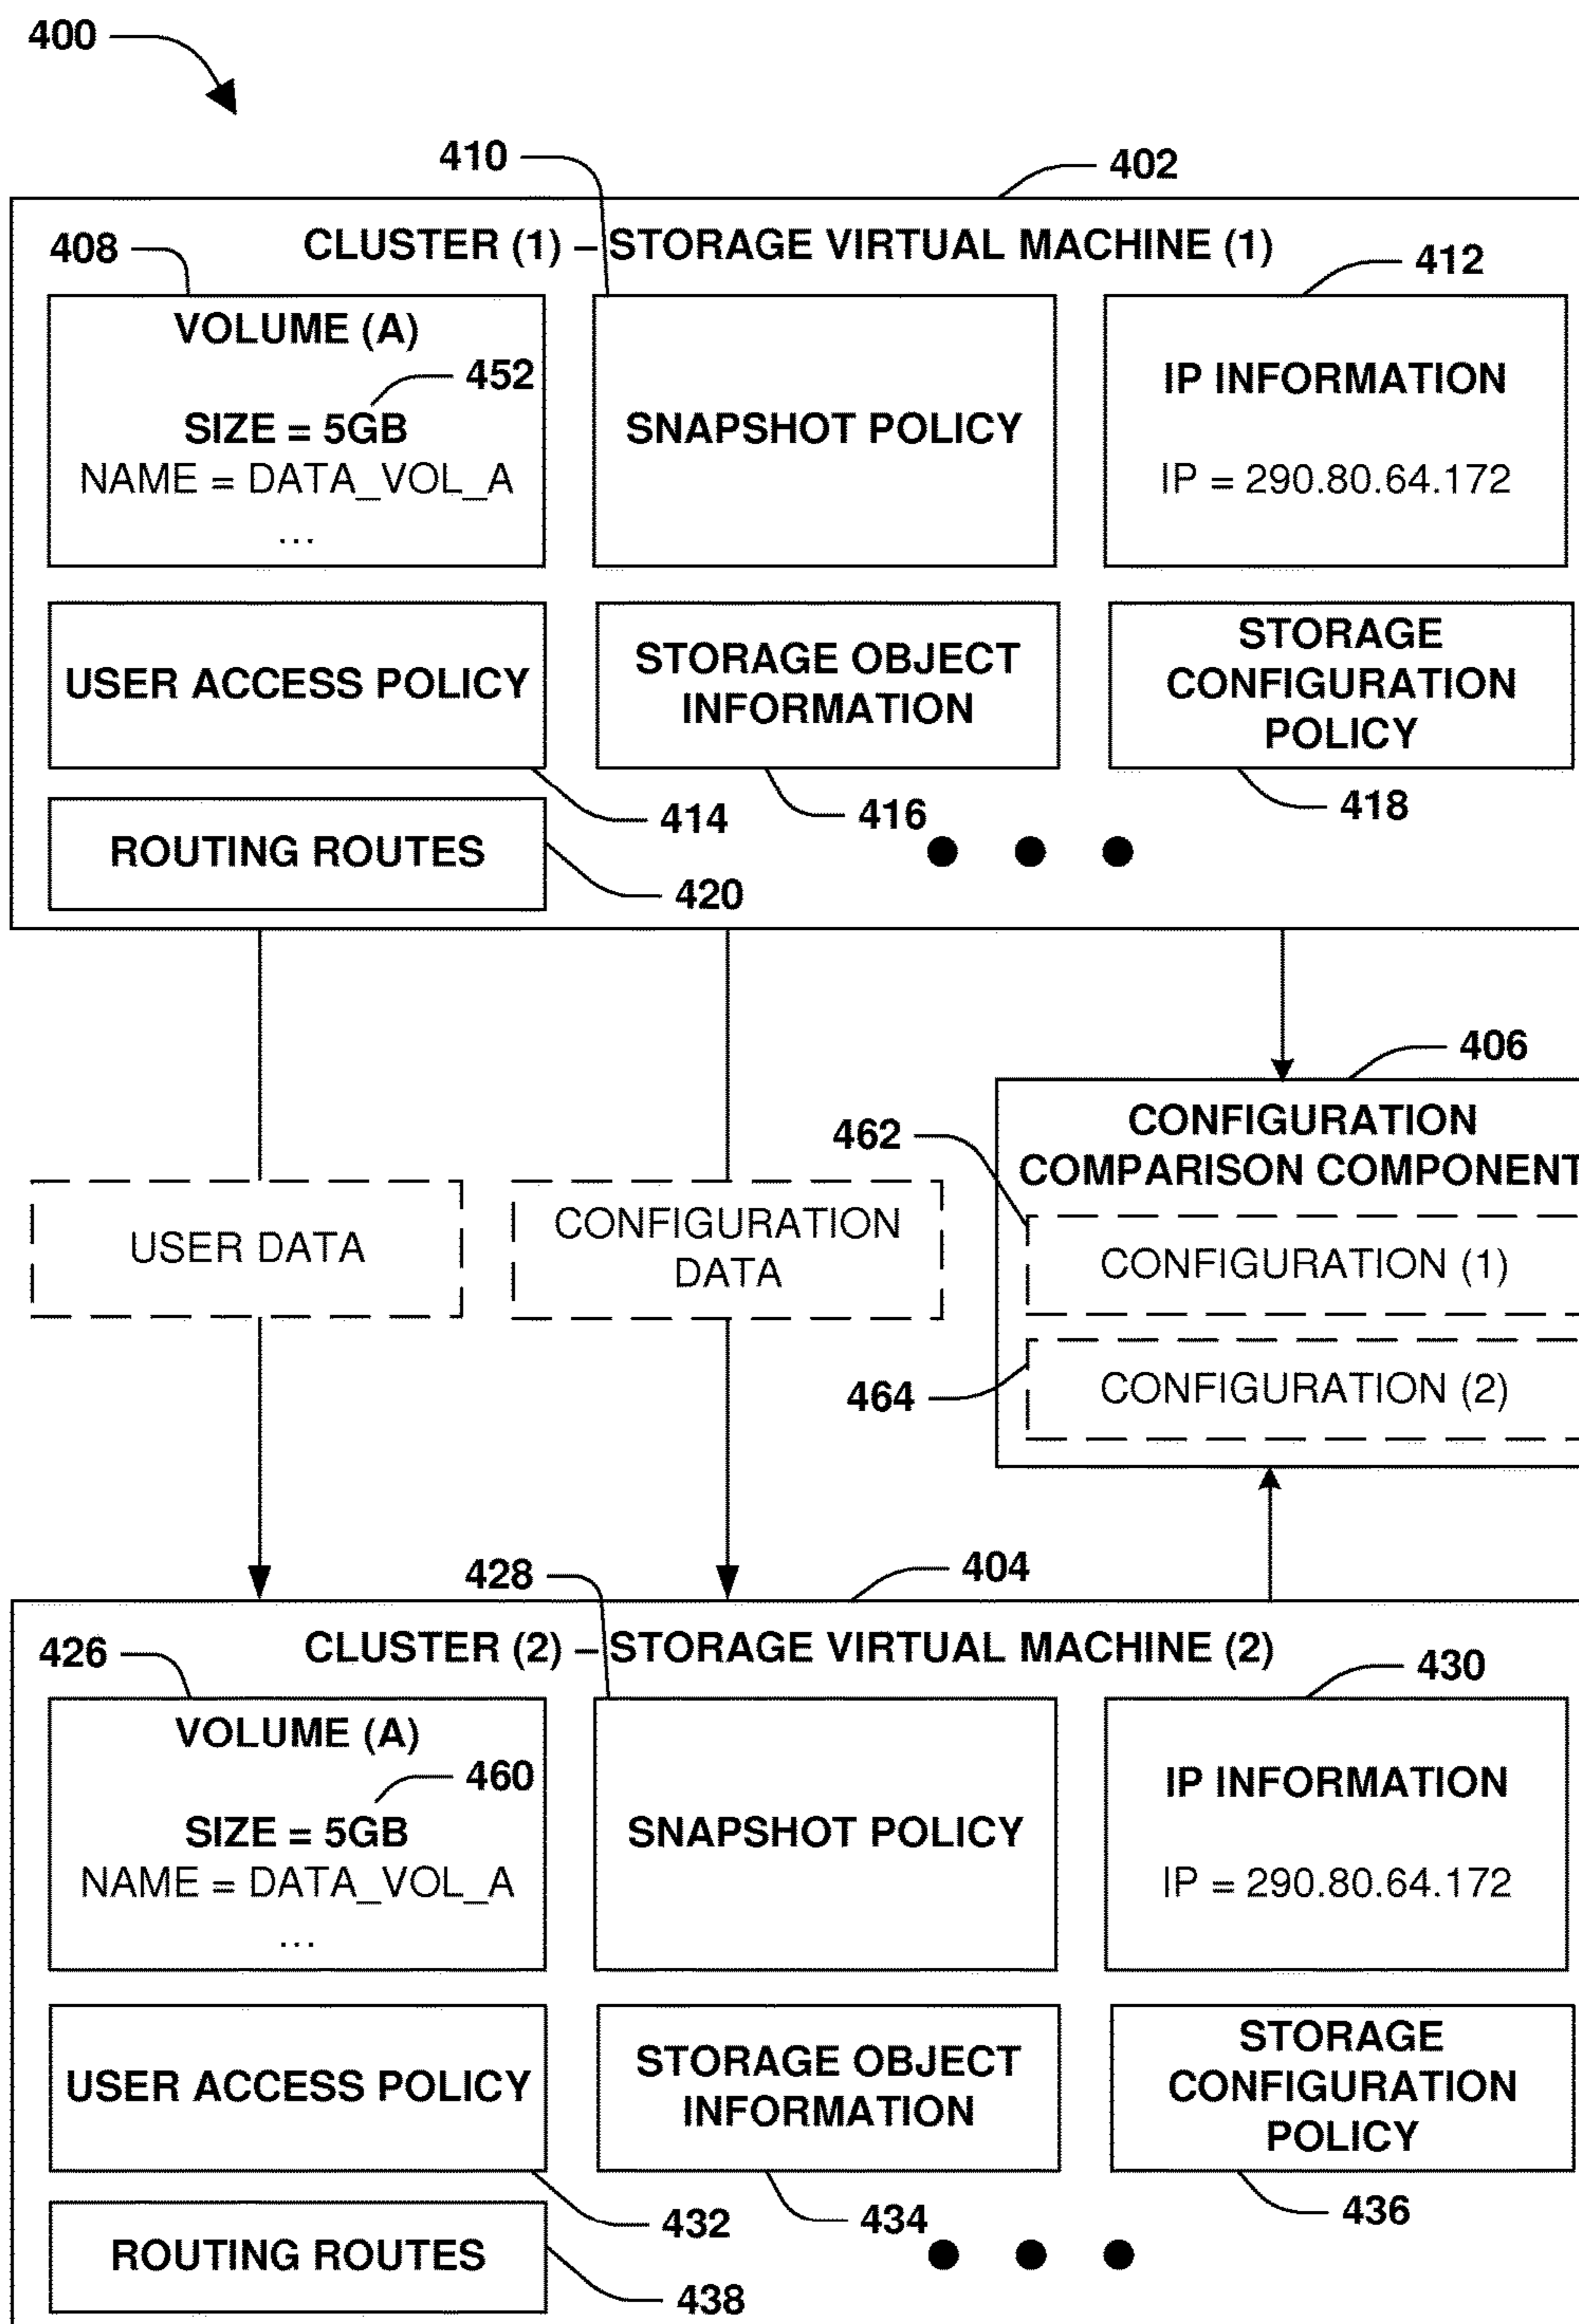 400
410
402
408
CLUSTER (1) – STORAGE VIRTUAL MACHINE (1)
412
VOLUME (A)
452
SIZE = 5GB
NAME = DATA_VOL_A
...
SNAPSHOT POLICY
IP INFORMATION
IP = 290.80.64.172
USER ACCESS POLICY
STORAGE OBJECT
INFORMATION
STORAGE
CONFIGURATION
POLICY
414
416
418
ROUTING ROUTES
420
406
CONFIGURATION
COMPARISON COMPONENT
462
CONFIGURATION (1)
464
CONFIGURATION (2)
USER DATA
CONFIGURATION
DATA
428
404
426
CLUSTER (2) – STORAGE VIRTUAL MACHINE (2)
430
VOLUME (A)
460
SIZE = 5GB
NAME = DATA_VOL_A
...
SNAPSHOT POLICY
IP INFORMATION
IP = 290.80.64.172
USER ACCESS POLICY
STORAGE OBJECT
INFORMATION
STORAGE
CONFIGURATION
POLICY
432
434
436
ROUTING ROUTES
438